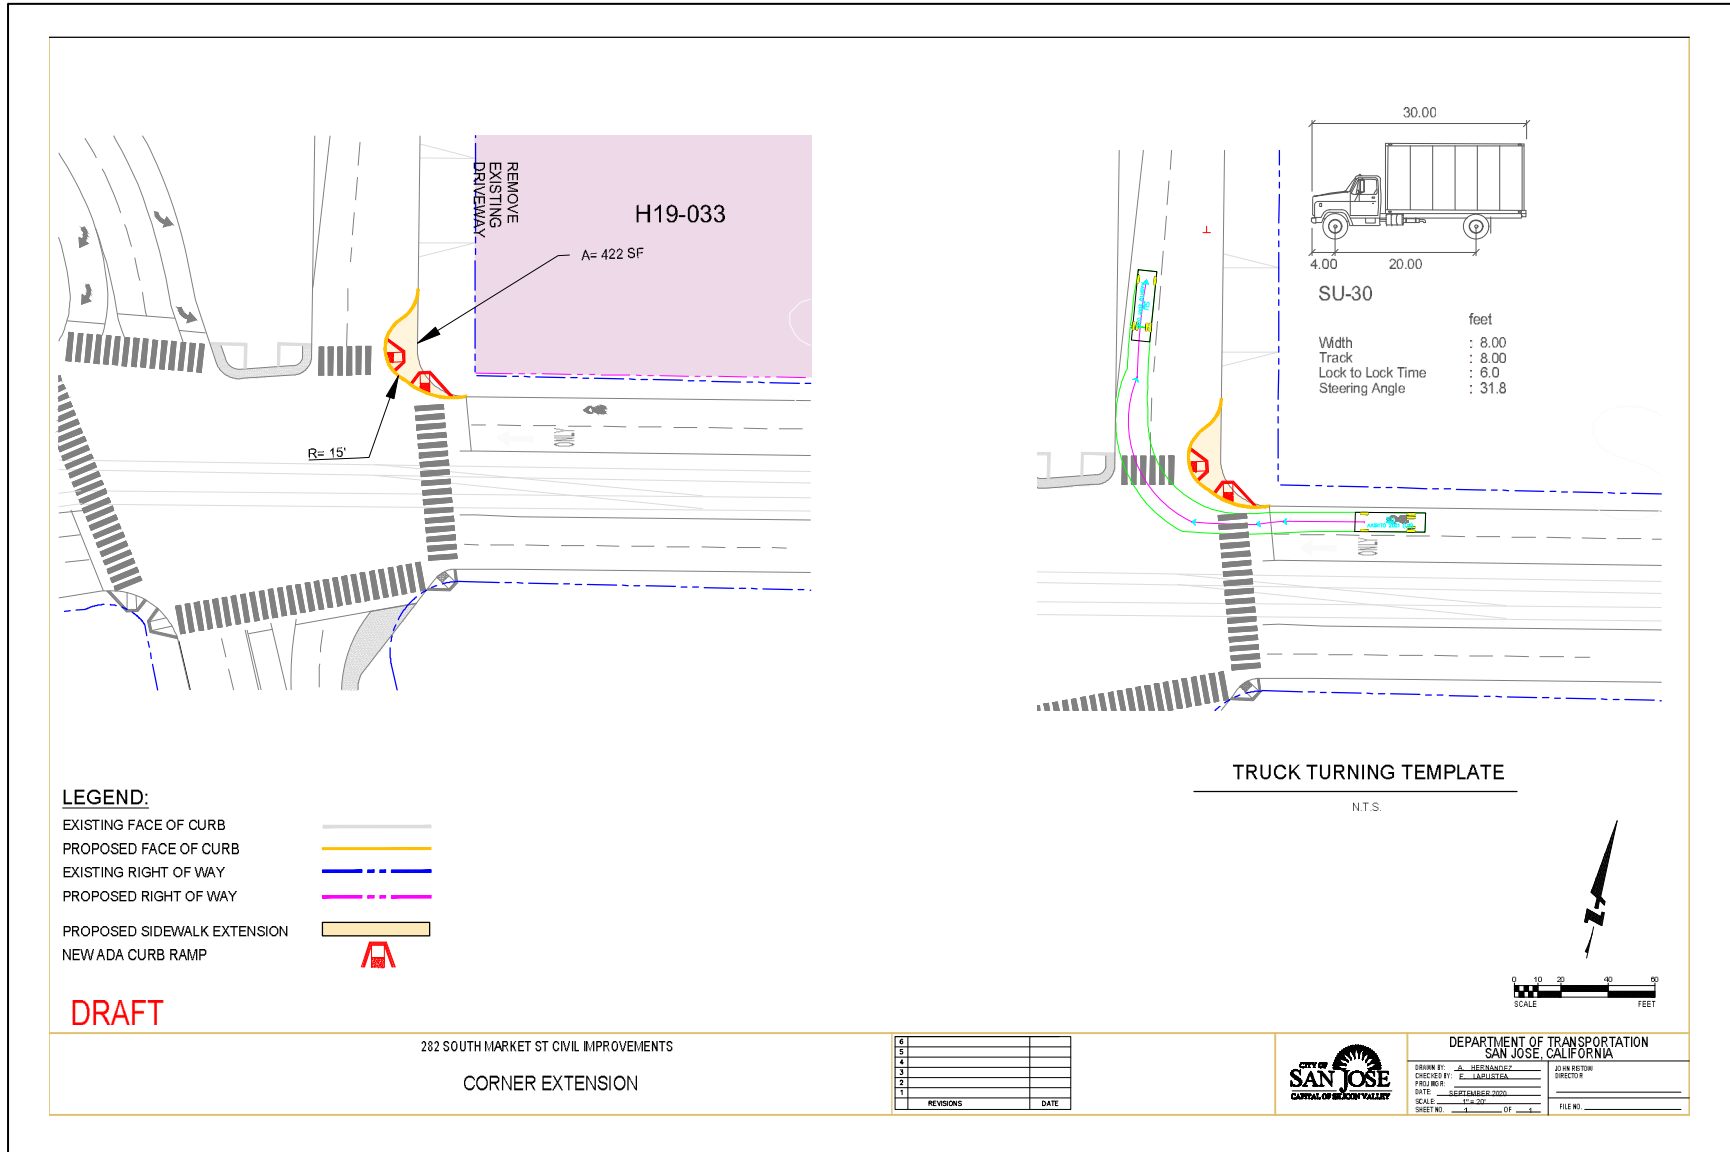 REMOVE
EXISTING
DRIVEWAY
H19-033
A= 422 SF
R= 15'
ONLY
30.00
4.00
20.00
SU-30
feet
Width : 8.00
Track : 8.00
Lock to Lock Time : 6.0
Steering Angle : 31.8
ONLY
TRUCK TURNING TEMPLATE
N.T.S.
LEGEND:
EXISTING FACE OF CURB
PROPOSED FACE OF CURB
EXISTING RIGHT OF WAY
PROPOSED RIGHT OF WAY
PROPOSED SIDEWALK EXTENSION
NEW ADA CURB RAMP
DRAFT
0 10 20 40 60
SCALE FEET
282 SOUTH MARKET ST CIVIL IMPROVEMENTS
CORNER EXTENSION
6
5
4
3
2
1
REVISIONS DATE
CITY OF
SAN JOSE
CAPITAL OF SILICON VALLEY
DEPARTMENT OF TRANSPORTATION
SAN JOSE, CALIFORNIA
DRAWN BY: A. HERNANDEZ
CHECKED BY: F. LAPUSTEA
PROJ MGR:
DATE: SEPTEMBER 2020
SCALE: 1" = 20'
SHEET NO. 1 OF 1
JOHN RISTOW
DIRECTOR
FILE NO.